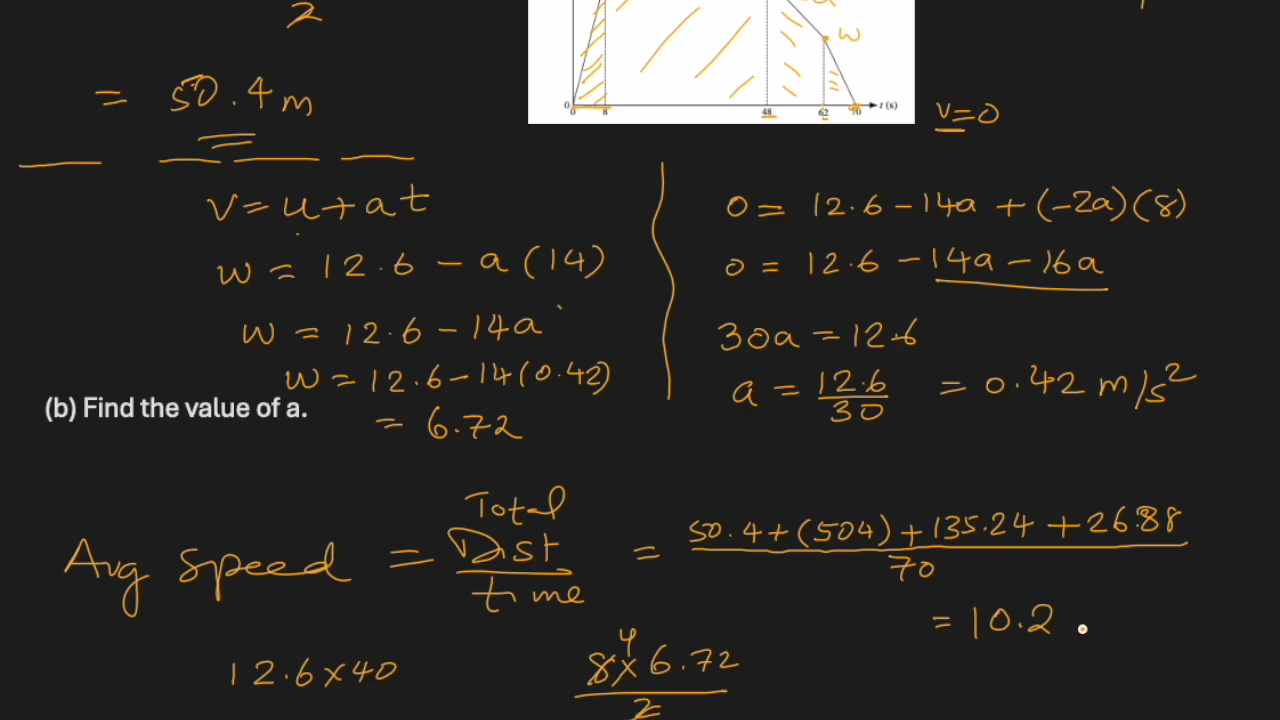 2
= 50.4 m
w
0
0 8 48 62 70 t (s)
v=0
v = u + at
w = 12.6 - a (14)
w = 12.6 - 14a
w = 12.6 - 14(0.42)
(b) Find the value of a.
= 6.72
0 = 12.6 - 14a + (-2a)(8)
0 = 12.6 - 14a - 16a
30a = 12.6
a = 12.6/30 = 0.42 m/s²
Avg Speed = Total Dist/time = 50.4+(504)+135.24+26.88/70
= 10.2
12.6×40
4
8×6.72
2